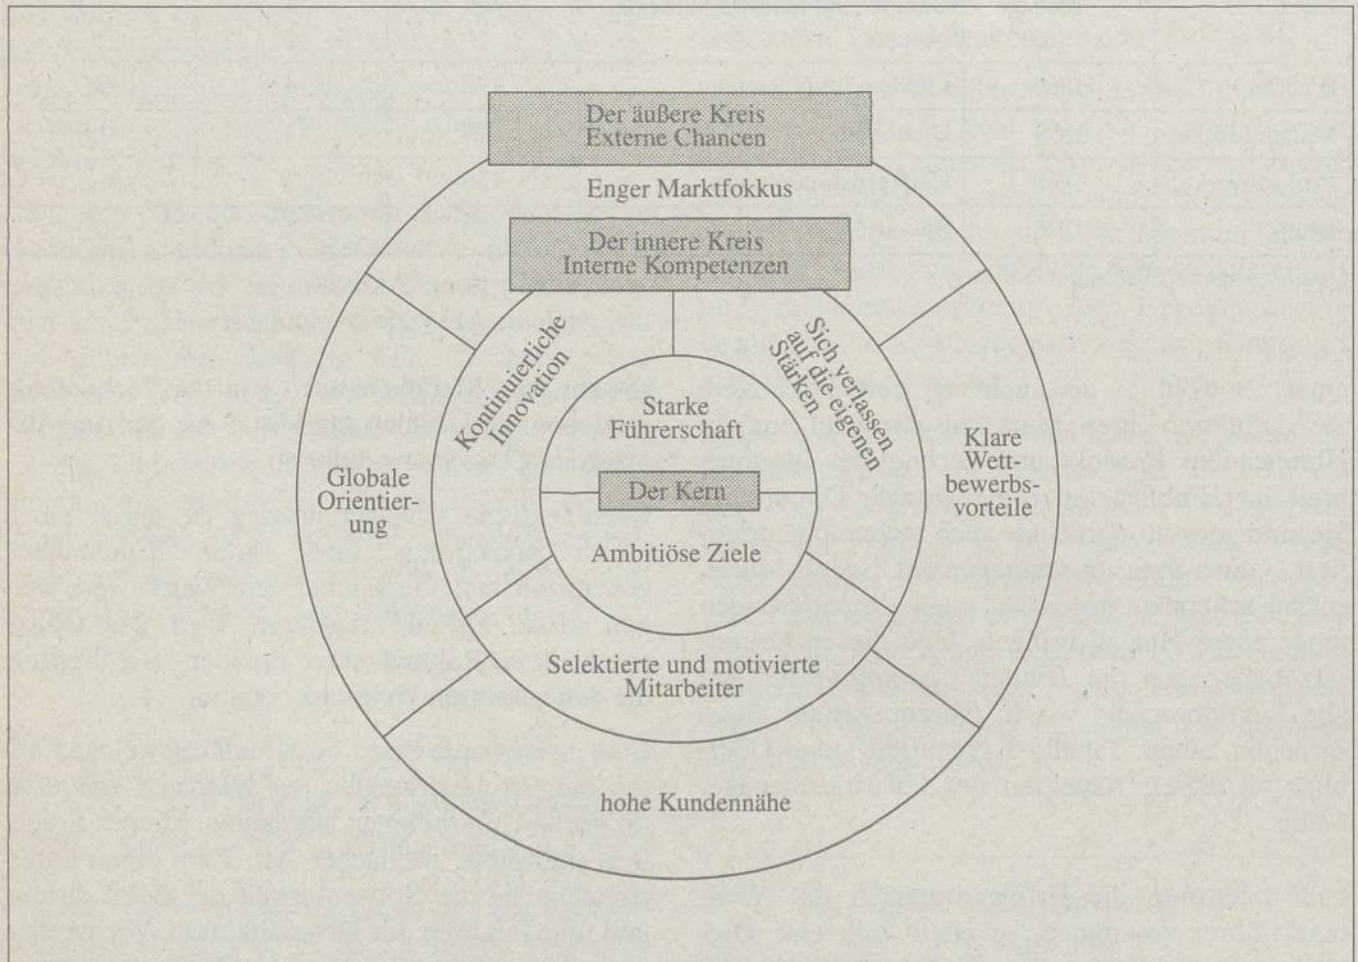 Der äußere Kreis
Externe Chancen
Enger Marktfokkus
Der innere Kreis
Interne Kompetenzen
Kontinuierliche
Innovation
Sich verlassen
auf die eigenen
Stärken
Starke
Führerschaft
Globale
Orientier-
ung
Der Kern
Klare
Wett-
bewerbs-
vorteile
Ambitiöse Ziele
Selektierte und motivierte
Mitarbeiter
hohe Kundennähe